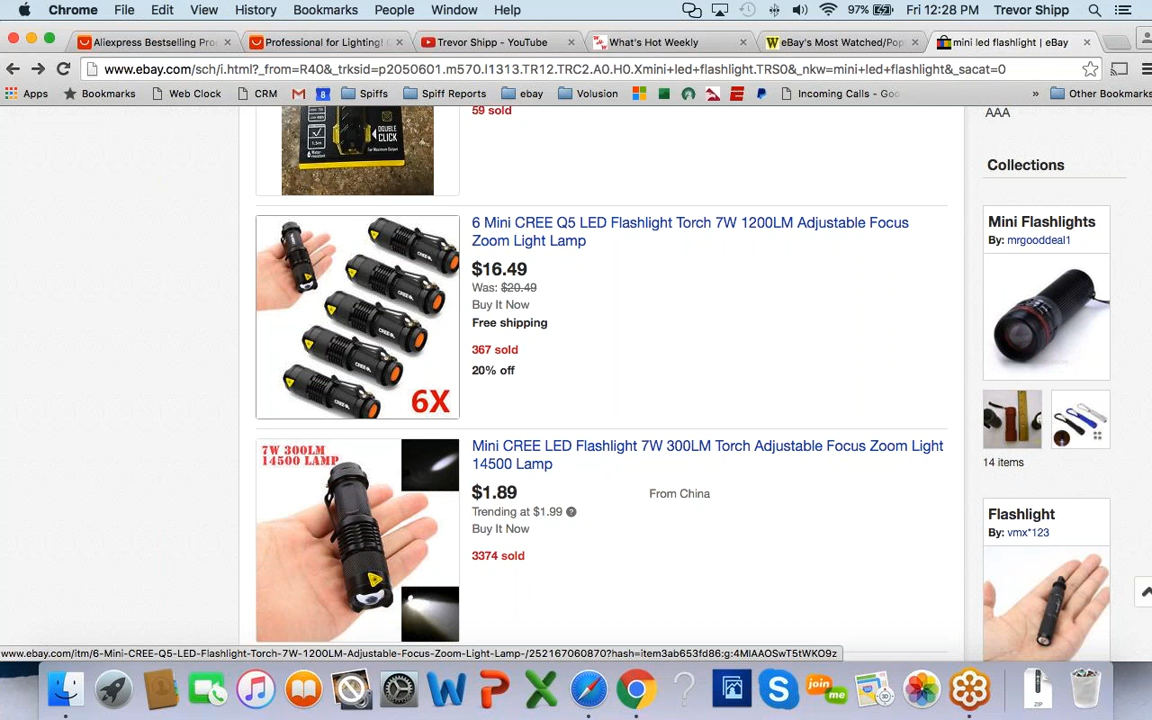 Chrome File Edit View History Bookmarks People Window Help 97% Fri 12:28 PM Trevor Shipp
Aliexpress Bestselling Pro × Professional for Lighting! × Trevor Shipp - YouTube × What's Hot Weekly × eBay's Most Watched/Pop × mini led flashlight | eBay ×
www.ebay.com/sch/i.html?_from=R40&_trksid=p2050601.m570.l1313.TR12.TRC2.A0.H0.Xmini+led+flashlight.TRS0&_nkw=mini+led+flashlight&_sacat=0
Apps Bookmarks Web Clock CRM 8 Spiffs Spiff Reports ebay Volusion Incoming Calls - Goo » Other Bookmarks
59 sold
AAA
DOUBLE
CLICK
Collections
6 Mini CREE Q5 LED Flashlight Torch 7W 1200LM Adjustable Focus
Zoom Light Lamp
$16.49
Was: $20.49
Buy It Now
Free shipping
367 sold
20% off
6X
Mini Flashlights
By: mrgooddeal1
14 items
7W 300LM
14500 LAMP
Mini CREE LED Flashlight 7W 300LM Torch Adjustable Focus Zoom Light
14500 Lamp
$1.89
From China
Trending at $1.99 ?
Buy It Now
3374 sold
Flashlight
By: vmx*123
www.ebay.com/itm/6-Mini-CREE-Q5-LED-Flashlight-Torch-7W-1200LM-Adjustable-Focus-Zoom-Light-Lamp-/252167060870?hash=item3ab653fd86:g:4MIAAOSwT5tWKO9z
join
me
ZIP